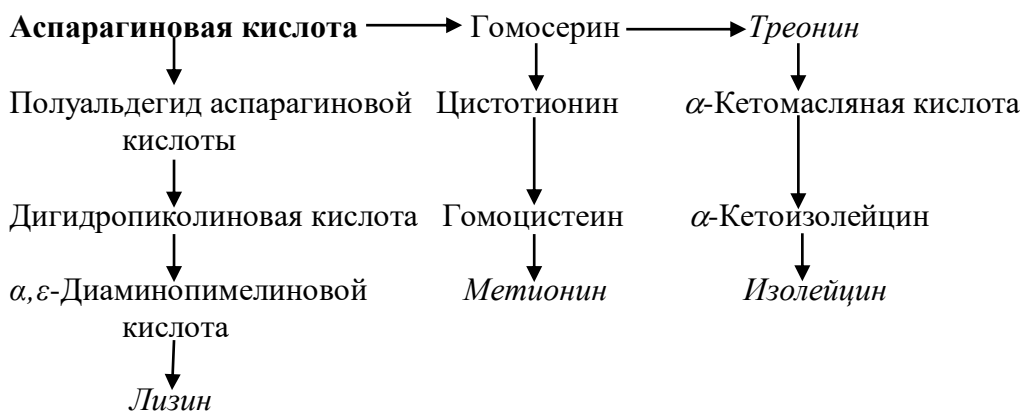 Аспарагиновая кислота Гомосерин Треонин
Полуальдегид аспарагиновой Цистотионин α-Кетомасляная кислота
кислоты
Дигидропиколиновая кислота Гомоцистеин α-Кетоизолейцин
α,ε-Диаминопимелиновой Метионин Изолейцин
кислота
Лизин